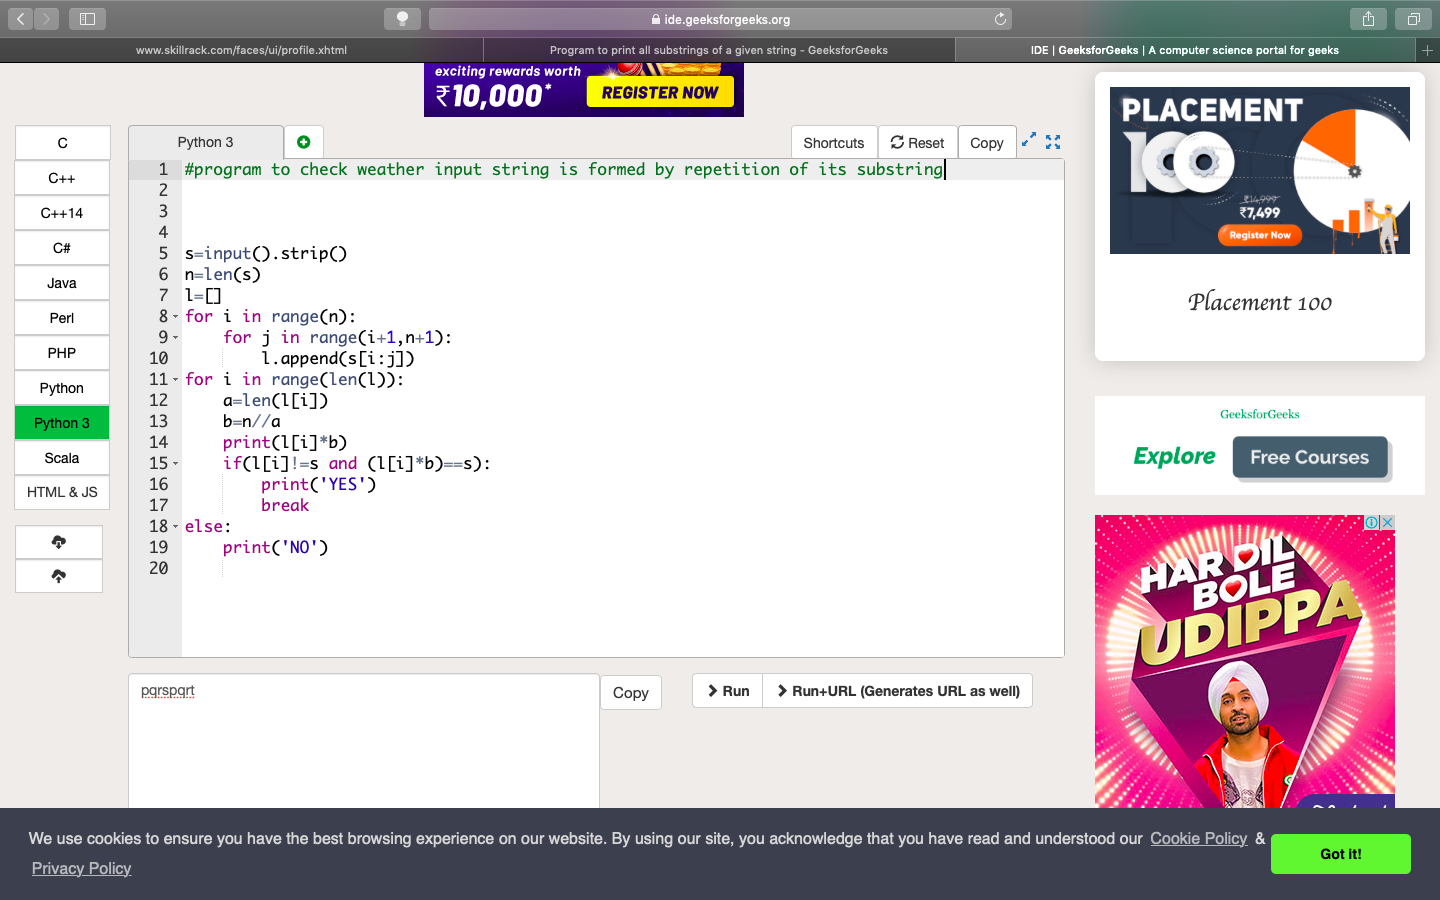 ide.geeksforgeeks.org
www.skillrack.com/faces/ui/profile.xhtml
Program to print all substrings of a given string - GeeksforGeeks
IDE | GeeksforGeeks | A computer science portal for geeks
exciting rewards worth
₹10,000*
REGISTER NOW
C
C++
C++14
C#
Java
Perl
PHP
Python
Python 3
Scala
HTML & JS
Python 3
Shortcuts
Reset
Copy
1 #program to check weather input string is formed by repetition of its substring
2
3
4
5 s=input().strip()
6 n=len(s)
7 l=[]
8 for i in range(n):
9     for j in range(i+1,n+1):
10         l.append(s[i:j])
11 for i in range(len(l)):
12     a=len(l[i])
13     b=n//a
14     print(l[i]*b)
15     if(l[i]!=s and (l[i]*b)==s):
16         print('YES')
17         break
18 else:
19     print('NO')
20
pqrspqrt
Copy
Run
Run+URL (Generates URL as well)
PLACEMENT
100
₹14,999
₹7,499
Register Now
Placement 100
GeeksforGeeks
Explore
Free Courses
HAR DIL
BOLE
UDIPPA
We use cookies to ensure you have the best browsing experience on our website. By using our site, you acknowledge that you have read and understood our Cookie Policy &
Privacy Policy
Got it!